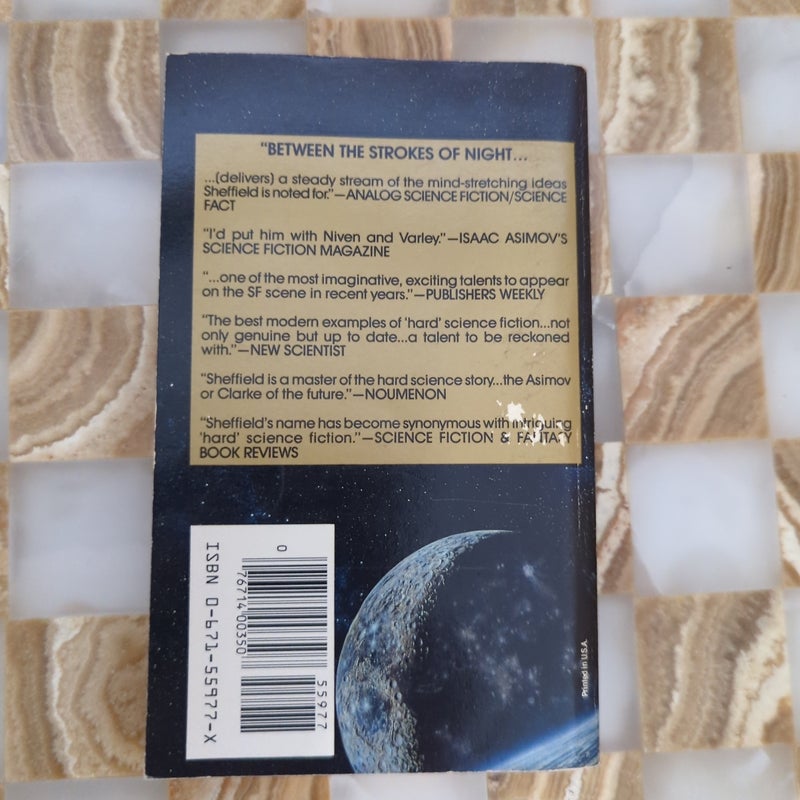 "BETWEEN THE STROKES OF NIGHT...
...(delivers) a steady stream of the mind-stretching ideas
Sheffield is noted for."—ANALOG SCIENCE FICTION/SCIENCE
FACT
"I'd put him with Niven and Varley."—ISAAC ASIMOV'S
SCIENCE FICTION MAGAZINE
"...one of the most imaginative, exciting talents to appear
on the SF scene in recent years."—PUBLISHERS WEEKLY
"The best modern examples of 'hard' science fiction...not
only genuine but up to date...a talent to be reckoned
with."—NEW SCIENTIST
"Sheffield is a master of the hard science story...the Asimov
or Clarke of the future."—NOUMENON
"Sheffield's name has become synonymous with intriguing
'hard' science fiction."—SCIENCE FICTION & FANTASY
BOOK REVIEWS
ISBN 0-671-55977-X
0
76714 00350
55977
Printed in U.S.A.